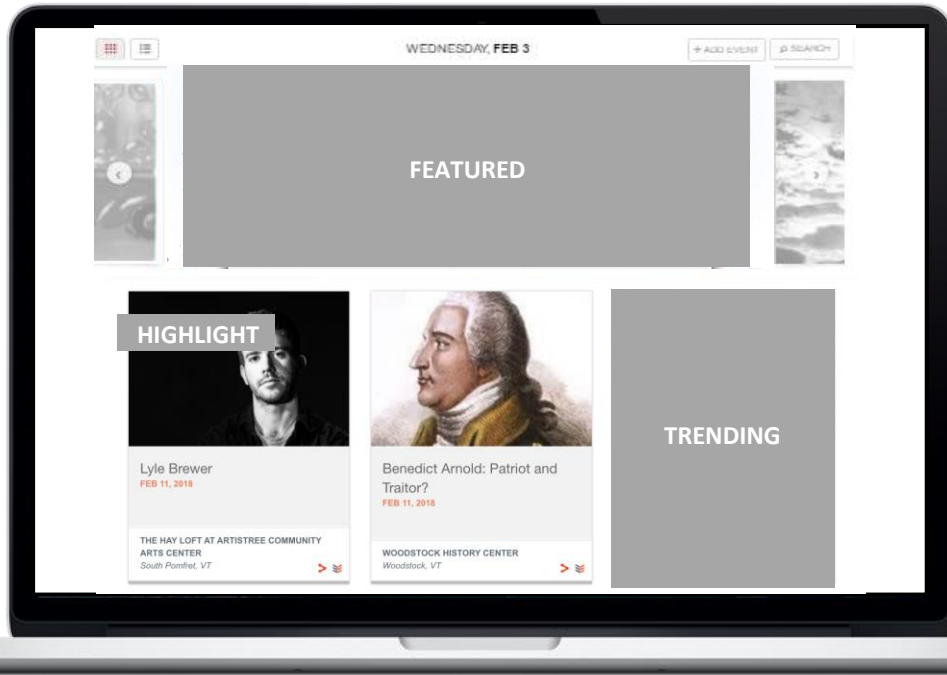 WEDNESDAY, FEB 3
+ ADD EVENT
SEARCH
FEATURED
HIGHLIGHT
TRENDING
Lyle Brewer
FEB 11, 2018
THE HAY LOFT AT ARTISTREE COMMUNITY
ARTS CENTER
South Pomfret, VT
Benedict Arnold: Patriot and
Traitor?
FEB 11, 2018
WOODSTOCK HISTORY CENTER
Woodstock, VT